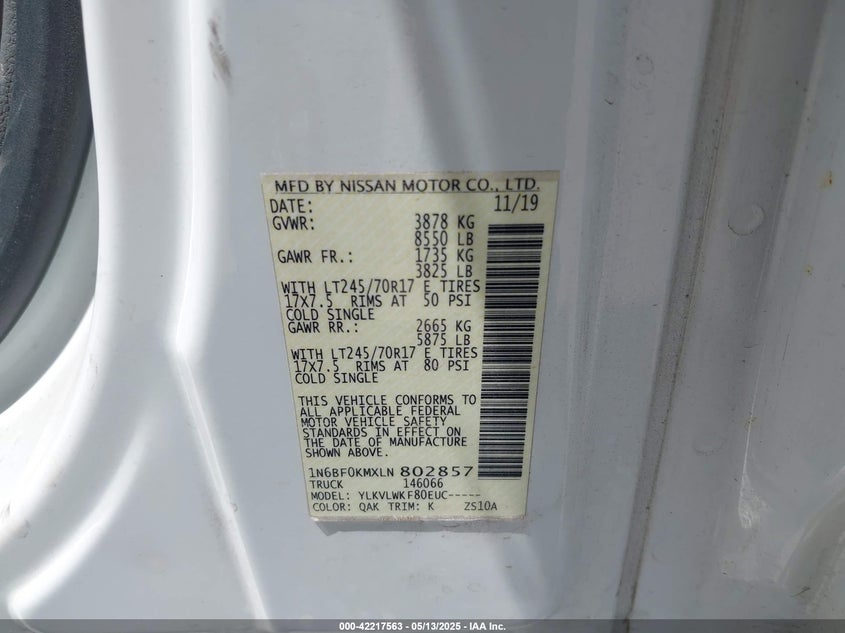 MFD BY NISSAN MOTOR CO., LTD.
DATE: 11/19
GVWR: 3878 KG
8550 LB
GAWR FR.: 1735 KG
3825 LB
WITH LT245/70R17 E TIRES
17X7.5 RIMS AT 50 PSI
COLD SINGLE
GAWR RR.: 2665 KG
5875 LB
WITH LT245/70R17 E TIRES
17X7.5 RIMS AT 80 PSI
COLD SINGLE
THIS VEHICLE CONFORMS TO
ALL APPLICABLE FEDERAL
MOTOR VEHICLE SAFETY
STANDARDS IN EFFECT ON
THE DATE OF MANUFACTURE
SHOWN ABOVE.
1N6BF0KMXLN802857
TRUCK 146066
MODEL: YLKVLWKF80EUC-----
COLOR: QAK TRIM: K ZS10A
000-42217563 — 05/13/2025 — IAA Inc.